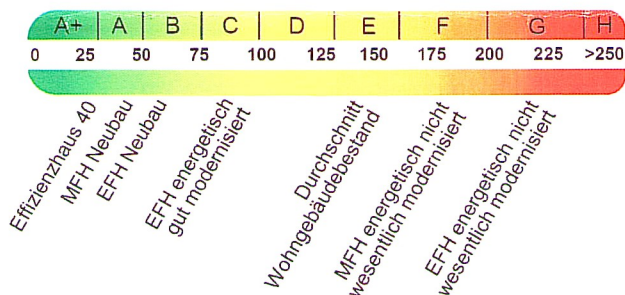 A+ A B C D E F G H
0 25 50 75 100 125 150 175 200 225 >250
Effizienzhaus 40
MFH Neubau
EFH Neubau
EFH energetisch
gut modernisiert
Durchschnitt
Wohngebäudebestand
MFH energetisch nicht
wesentlich modernisiert
EFH energetisch nicht
wesentlich modernisiert